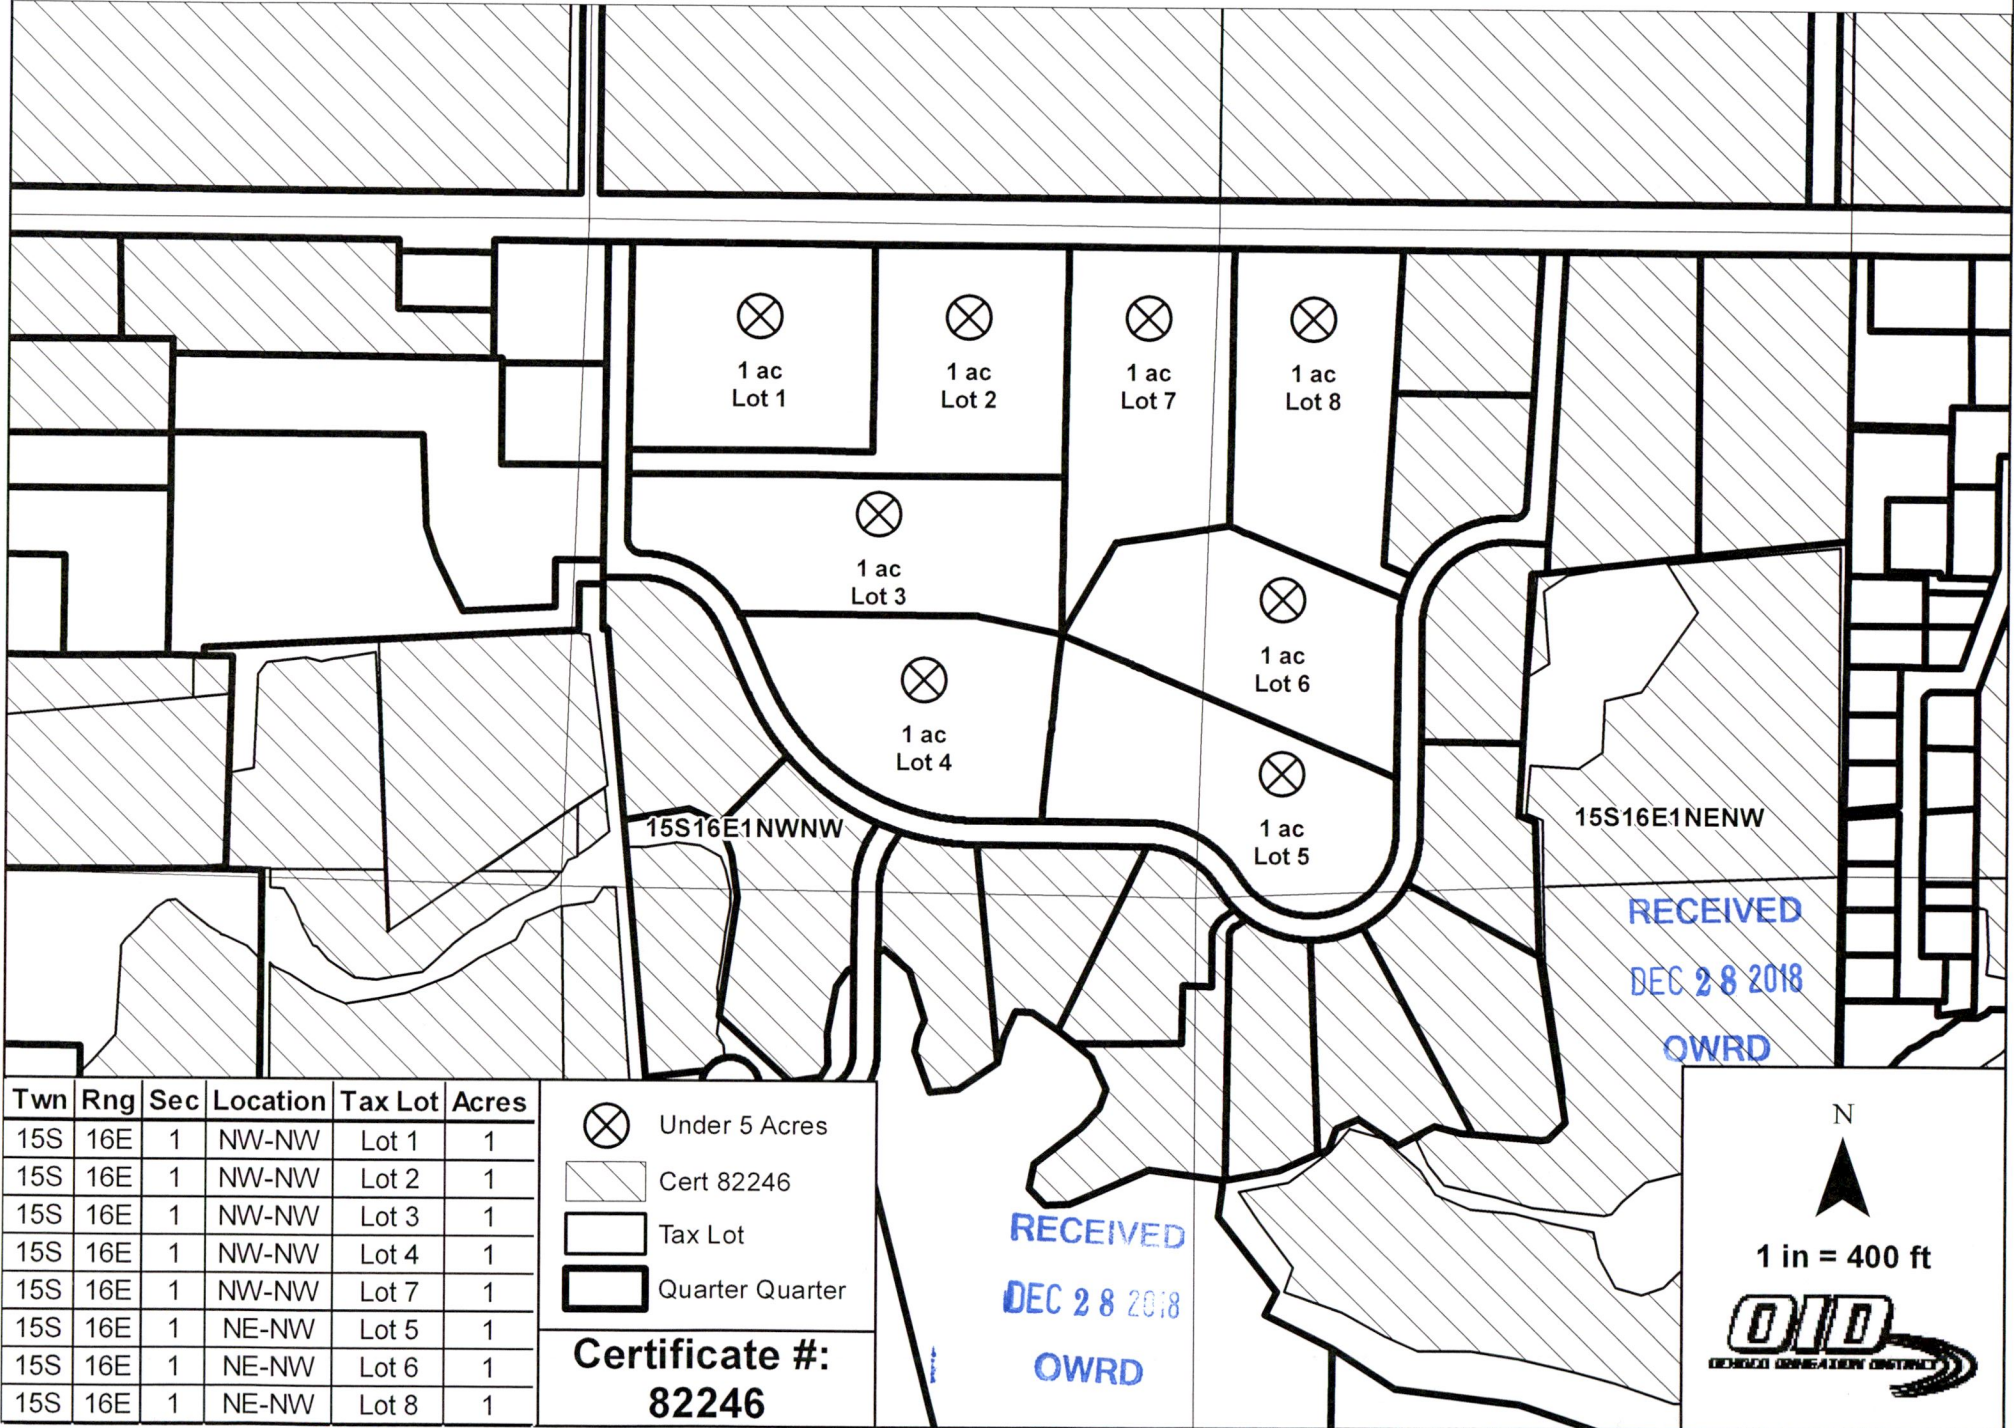 1 ac
Lot 1
1 ac
Lot 2
1 ac
Lot 7
1 ac
Lot 8
1 ac
Lot 3
1 ac
Lot 6
1 ac
Lot 4
1 ac
Lot 5
15S16E1NWNW
15S16E1NENW
RECEIVED
DEC 28 2018
OWRD
Twn Rng Sec Location Tax Lot Acres
15S 16E 1 NW-NW Lot 1 1
15S 16E 1 NW-NW Lot 2 1
15S 16E 1 NW-NW Lot 3 1
15S 16E 1 NW-NW Lot 4 1
15S 16E 1 NW-NW Lot 7 1
15S 16E 1 NE-NW Lot 5 1
15S 16E 1 NE-NW Lot 6 1
15S 16E 1 NE-NW Lot 8 1
Under 5 Acres
Cert 82246
Tax Lot
Quarter Quarter
Certificate #:
82246
RECEIVED
DEC 28 2018
OWRD
N
1 in = 400 ft
OID